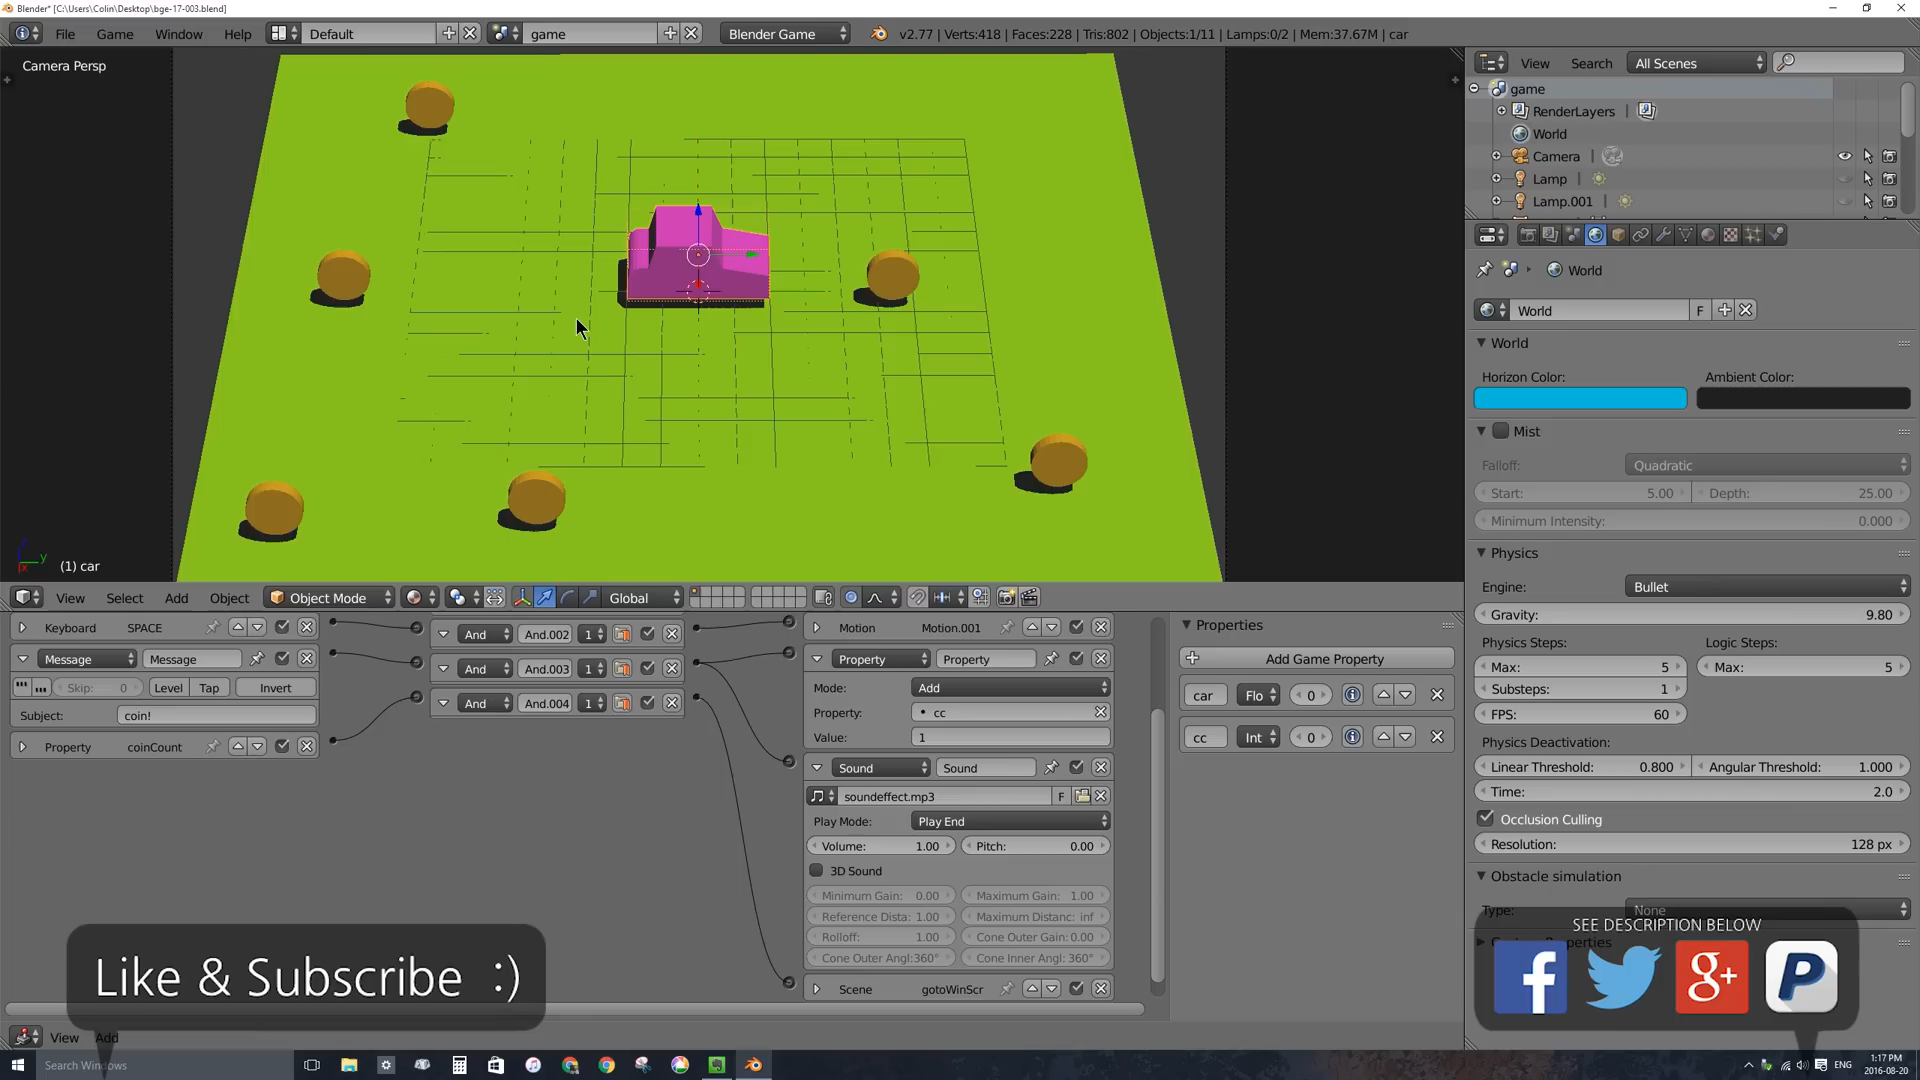 Blender* [C:\Users\Colin\Desktop\bge-17-003.blend]
File Game Window Help Default game Blender Game v2.77 | Verts:418 | Faces:228 | Tris:802 | Objects:1/11 | Lamps:0/2 | Mem:37.67M | car
Camera Persp
(1) car
View Select Add Object Object Mode Global
Keyboard SPACE
Message Message
Skip: 0 Level Tap Invert
Subject: coin!
Property coinCount
And And.002 1
And And.003 1
And And.004 1
Motion Motion.001
Property Property
Mode: Add
Property: cc
Value: 1
Sound Sound
soundeffect.mp3 F
Play Mode: Play End
Volume: 1.00 Pitch: 0.00
3D Sound
Minimum Gain: 0.00 Maximum Gain: 1.00
Reference Dista: 1.00 Maximum Distanc: inf
Rolloff: 1.00 Cone Outer Gain: 0.00
Cone Outer Angl: 360° Cone Inner Angl: 360°
Scene gotoWinScr
Properties
Add Game Property
car Flo 0
cc Int 0
View Search All Scenes
game
RenderLayers
World
Camera
Lamp
Lamp.001
World
World F
World
Horizon Color: Ambient Color:
Mist
Falloff: Quadratic
Start: 5.00 Depth: 25.00
Minimum Intensity: 0.000
Physics
Engine: Bullet
Gravity: 9.80
Physics Steps: Logic Steps:
Max: 5 Max: 5
Substeps: 1
FPS: 60
Physics Deactivation:
Linear Threshold: 0.800 Angular Threshold: 1.000
Time: 2.0
Occlusion Culling
Resolution: 128 px
Obstacle simulation
Type: None
SEE DESCRIPTION BELOW
f g+ P
Like & Subscribe :)
View Add
Search Windows
ENG 1:17 PM
2016-08-20